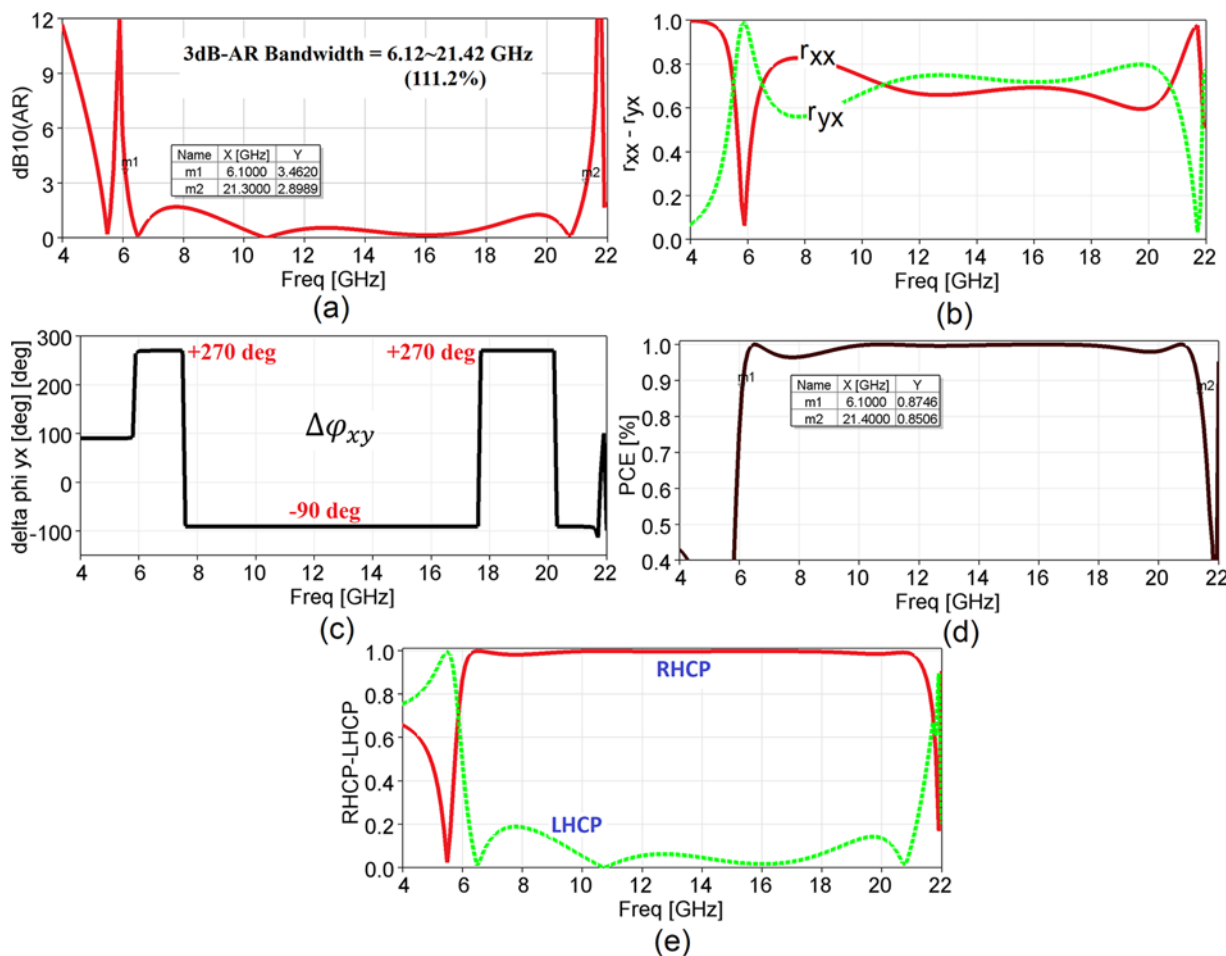 dB10(AR)
12
9
6
3
0
3dB-AR Bandwidth = 6.12~21.42 GHz
(111.2%)
m1
m2
Name X [GHz] Y
m1 6.1000 3.4620
m2 21.3000 2.8989
4 6 8 10 12 14 16 18 20 22
Freq [GHz]
(a)
rxx - ryx
1.0
0.8
0.6
0.4
0.2
0.0
rxx
ryx
4 6 8 10 12 14 16 18 20 22
Freq [GHz]
(b)
delta phi yx [deg] [deg]
300
200
100
0
-100
+270 deg
+270 deg
Δφxy
-90 deg
4 6 8 10 12 14 16 18 20 22
Freq [GHz]
(c)
PCE [%]
1.0
0.9
0.8
0.7
0.6
0.5
0.4
m1
m2
Name X [GHz] Y
m1 6.1000 0.8746
m2 21.4000 0.8506
4 6 8 10 12 14 16 18 20 22
Freq [GHz]
(d)
RHCP-LHCP
1.0
0.8
0.6
0.4
0.2
0.0
RHCP
LHCP
4 6 8 10 12 14 16 18 20 22
Freq [GHz]
(e)